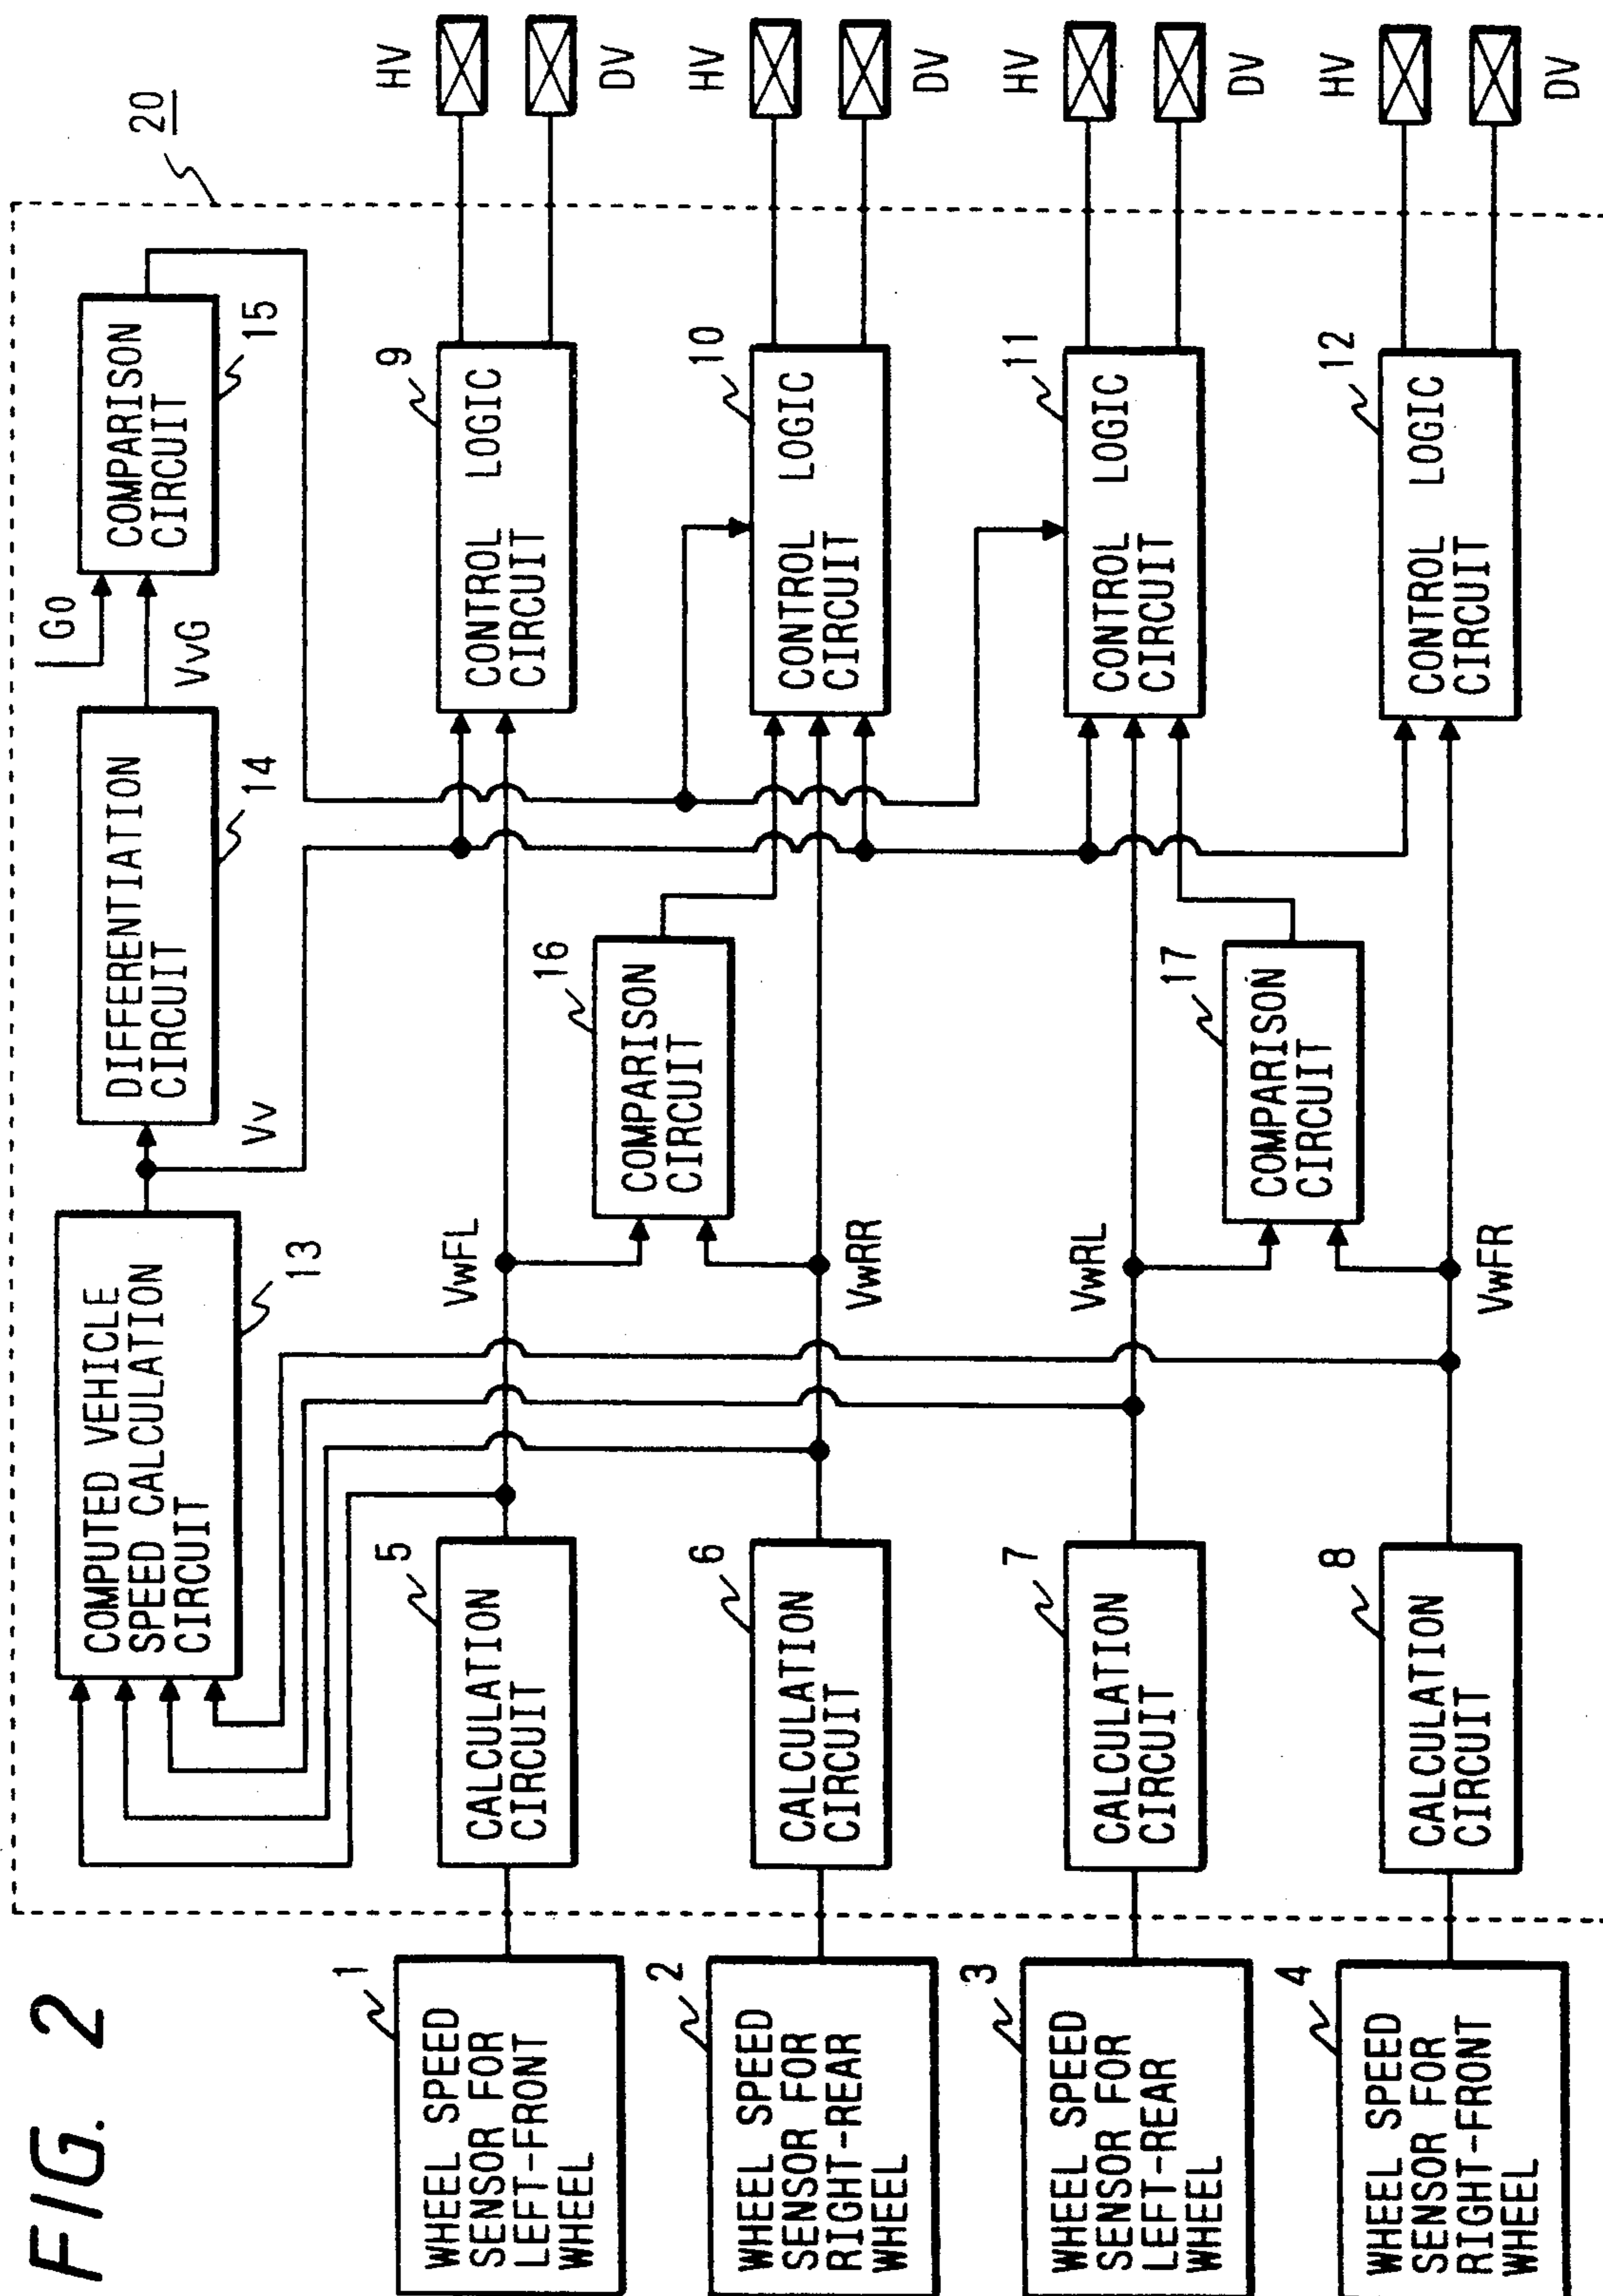 FIG. 2
20
COMPUTED VEHICLE
SPEED CALCULATION
CIRCUIT
13
Vv
DIFFERENTIATION
CIRCUIT
14
G0
VvG
COMPARISON
CIRCUIT
15
1
WHEEL SPEED
SENSOR FOR
LEFT-FRONT
WHEEL
5
CALCULATION
CIRCUIT
VwFL
9
CONTROL LOGIC
CIRCUIT
HV
DV
16
COMPARISON
CIRCUIT
2
WHEEL SPEED
SENSOR FOR
RIGHT-REAR
WHEEL
6
CALCULATION
CIRCUIT
VwRR
10
CONTROL LOGIC
CIRCUIT
HV
DV
3
WHEEL SPEED
SENSOR FOR
LEFT-REAR
WHEEL
7
CALCULATION
CIRCUIT
VwRL
11
CONTROL LOGIC
CIRCUIT
HV
DV
17
COMPARISON
CIRCUIT
4
WHEEL SPEED
SENSOR FOR
RIGHT-FRONT
WHEEL
8
CALCULATION
CIRCUIT
VwFR
12
CONTROL LOGIC
CIRCUIT
HV
DV